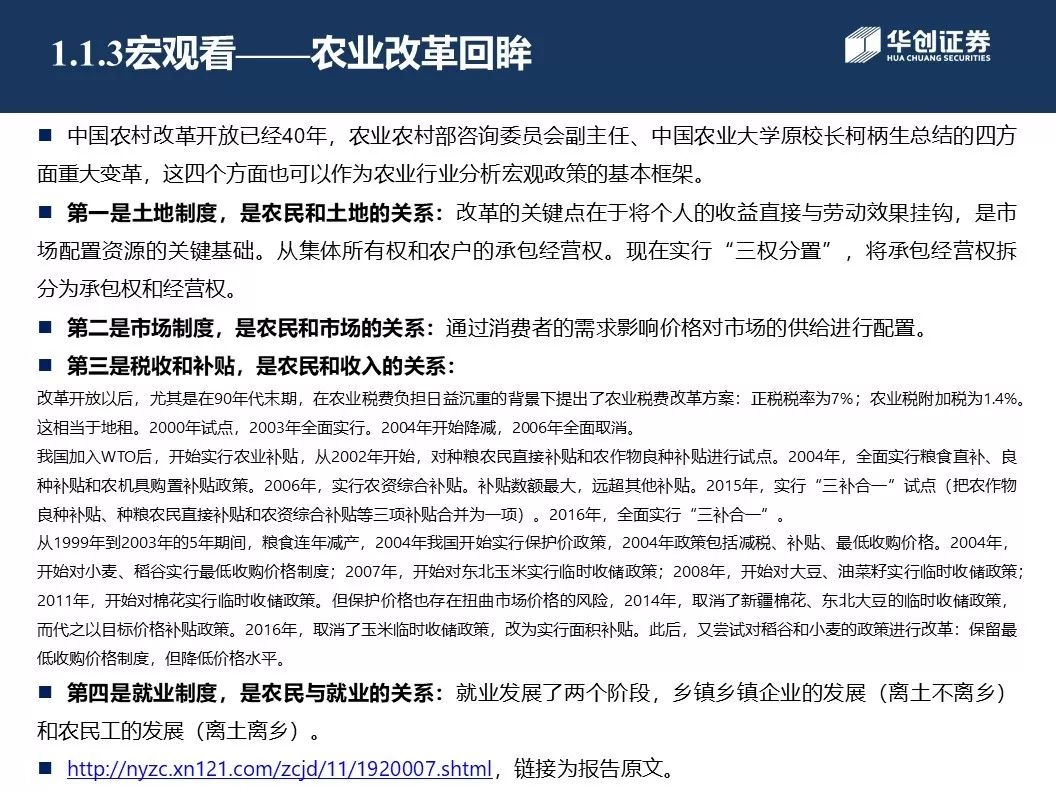 1.1.3宏观看——农业改革回眸
华创证券
HUA CHUANG SECURITIES
■ 中国农村改革开放已经40年，农业农村部咨询委员会副主任、中国农业大学原校长柯柄生总结的四方
面重大变革，这四个方面也可以作为农业行业分析宏观政策的基本框架。
■ 第一是土地制度，是农民和土地的关系：改革的关键点在于将个人的收益直接与劳动效果挂钩，是市
场配置资源的关键基础。从集体所有权和农户的承包经营权。现在实行“三权分置”，将承包经营权拆
分为承包权和经营权。
■ 第二是市场制度，是农民和市场的关系：通过消费者的需求影响价格对市场的供给进行配置。
■ 第三是税收和补贴，是农民和收入的关系：
改革开放以后，尤其是在90年代末期，在农业税费负担日益沉重的背景下提出了农业税费改革方案：正税税率为7%；农业税附加税为1.4%。
这相当于地租。2000年试点，2003年全面实行。2004年开始降减，2006年全面取消。
我国加入WTO后，开始实行农业补贴，从2002年开始，对种粮农民直接补贴和农作物良种补贴进行试点。2004年，全面实行粮食直补、良
种补贴和农机具购置补贴政策。2006年，实行农资综合补贴。补贴数额最大，远超其他补贴。2015年，实行“三补合一“试点（把农作物
良种补贴、种粮农民直接补贴和农资综合补贴等三项补贴合并为一项）。2016年，全面实行“三补合一“。
从1999年到2003年的5年期间，粮食连年减产，2004年我国开始实行保护价政策，2004年政策包括减税、补贴、最低收购价格。2004年，
开始对小麦、稻谷实行最低收购价格制度；2007年，开始对东北玉米实行临时收储政策；2008年，开始对大豆、油菜籽实行临时收储政策；
2011年，开始对棉花实行临时收储政策。但保护价格也存在扭曲市场价格的风险，2014年，取消了新疆棉花、东北大豆的临时收储政策，
而代之以目标价格补贴政策。2016年，取消了玉米临时收储政策，改为实行面积补贴。此后，又尝试对稻谷和小麦的政策进行改革：保留最
低收购价格制度，但降低价格水平。
■ 第四是就业制度，是农民与就业的关系：就业发展了两个阶段，乡镇乡镇企业的发展（离土不离乡）
和农民工的发展（离土离乡）。
■ http://nyzc.xn121.com/zcjd/11/1920007.shtml，链接为报告原文。